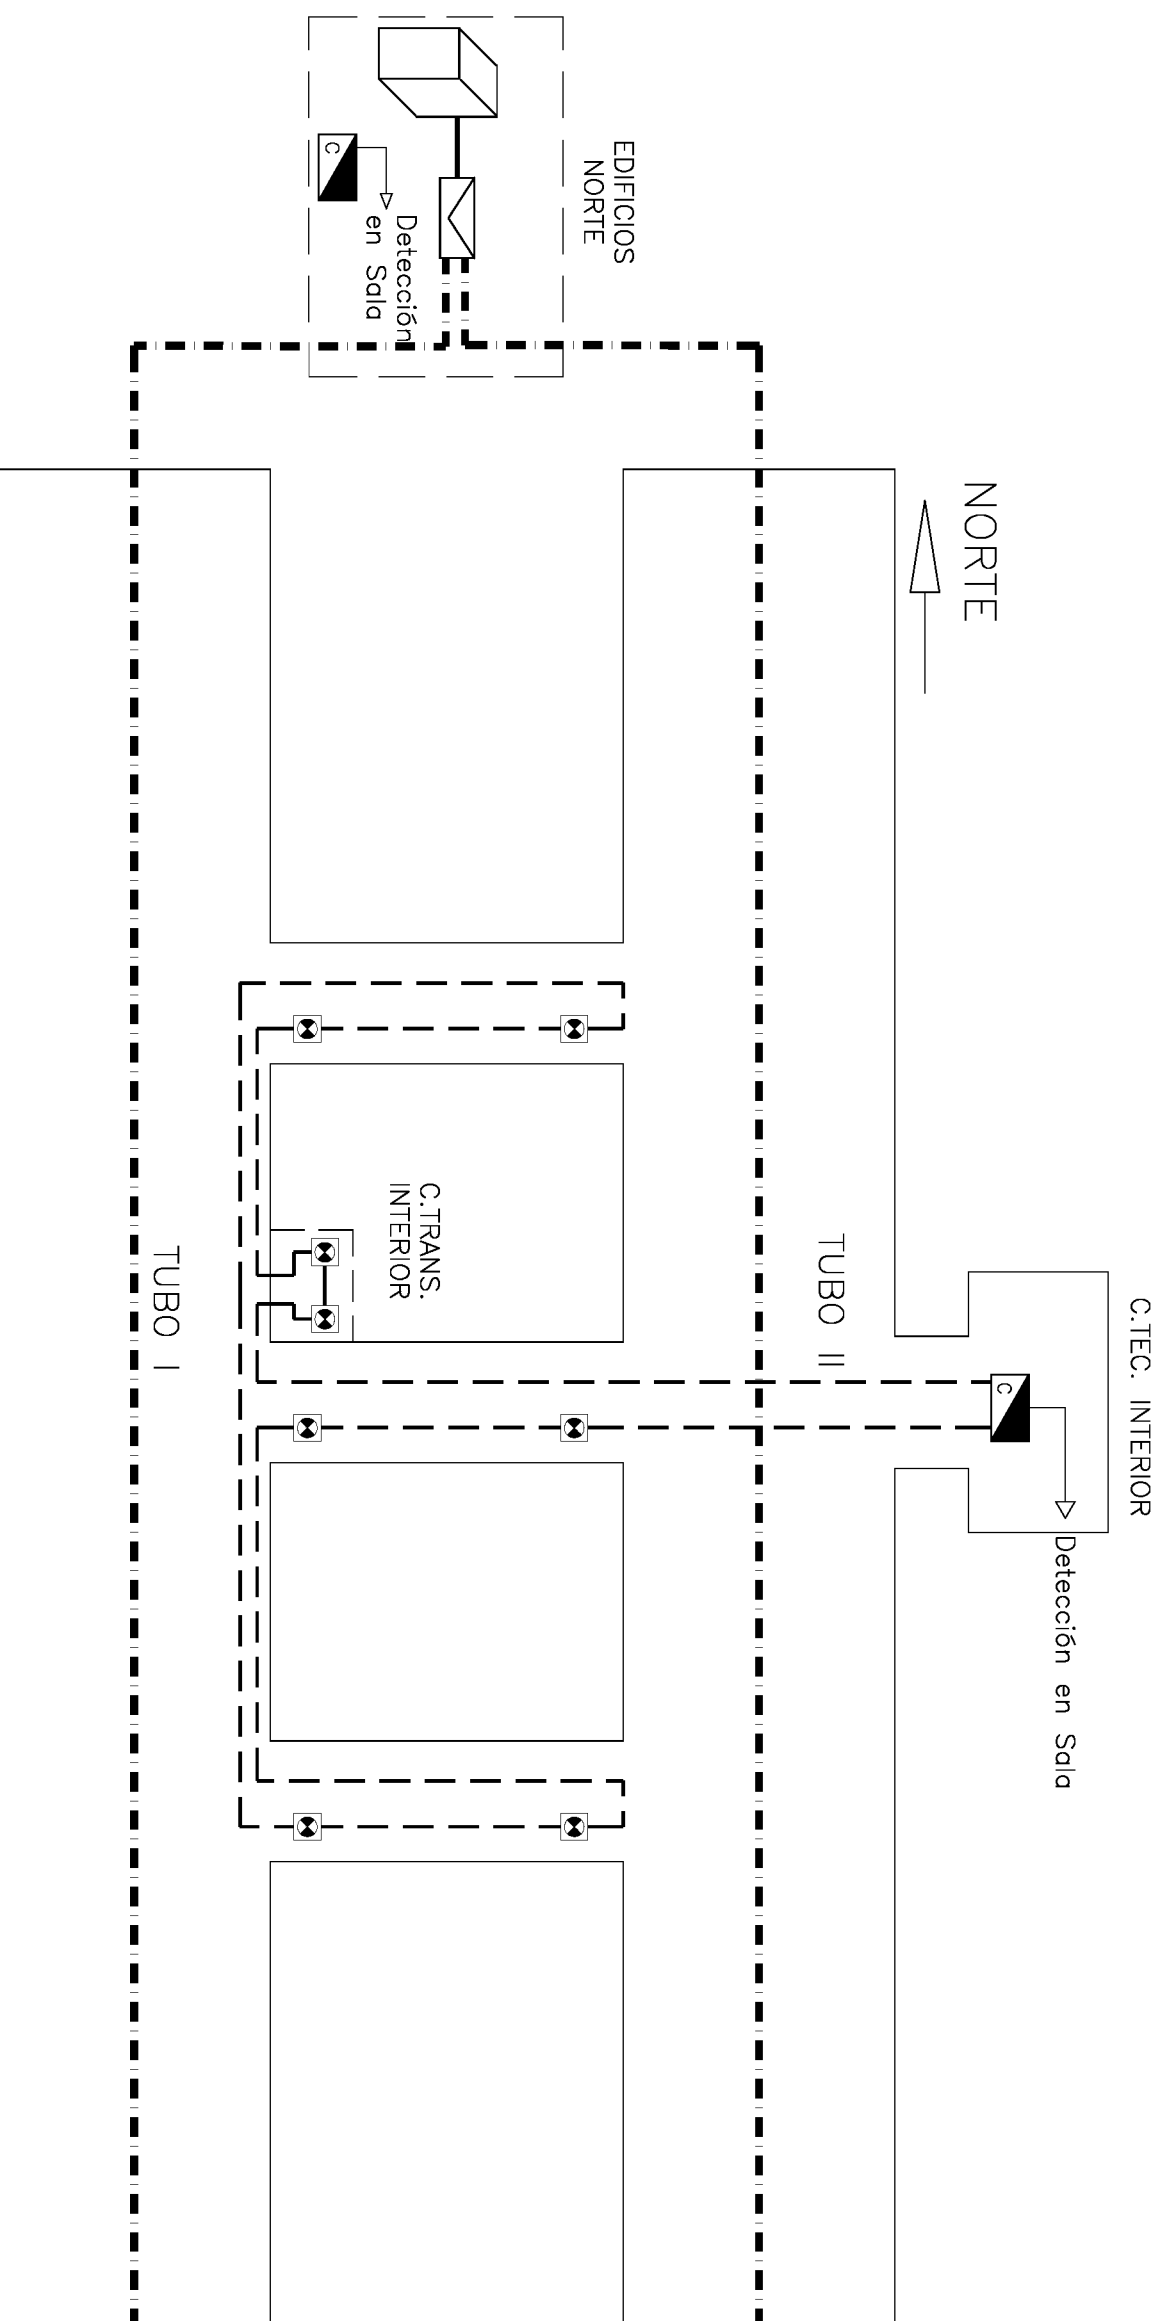 EDIFICIOS
NORTE
C
Detección
en Sala
NORTE
C.TRANS.
INTERIOR
TUBO I
TUBO II
C.TEC. INTERIOR
C
Detección en Sala